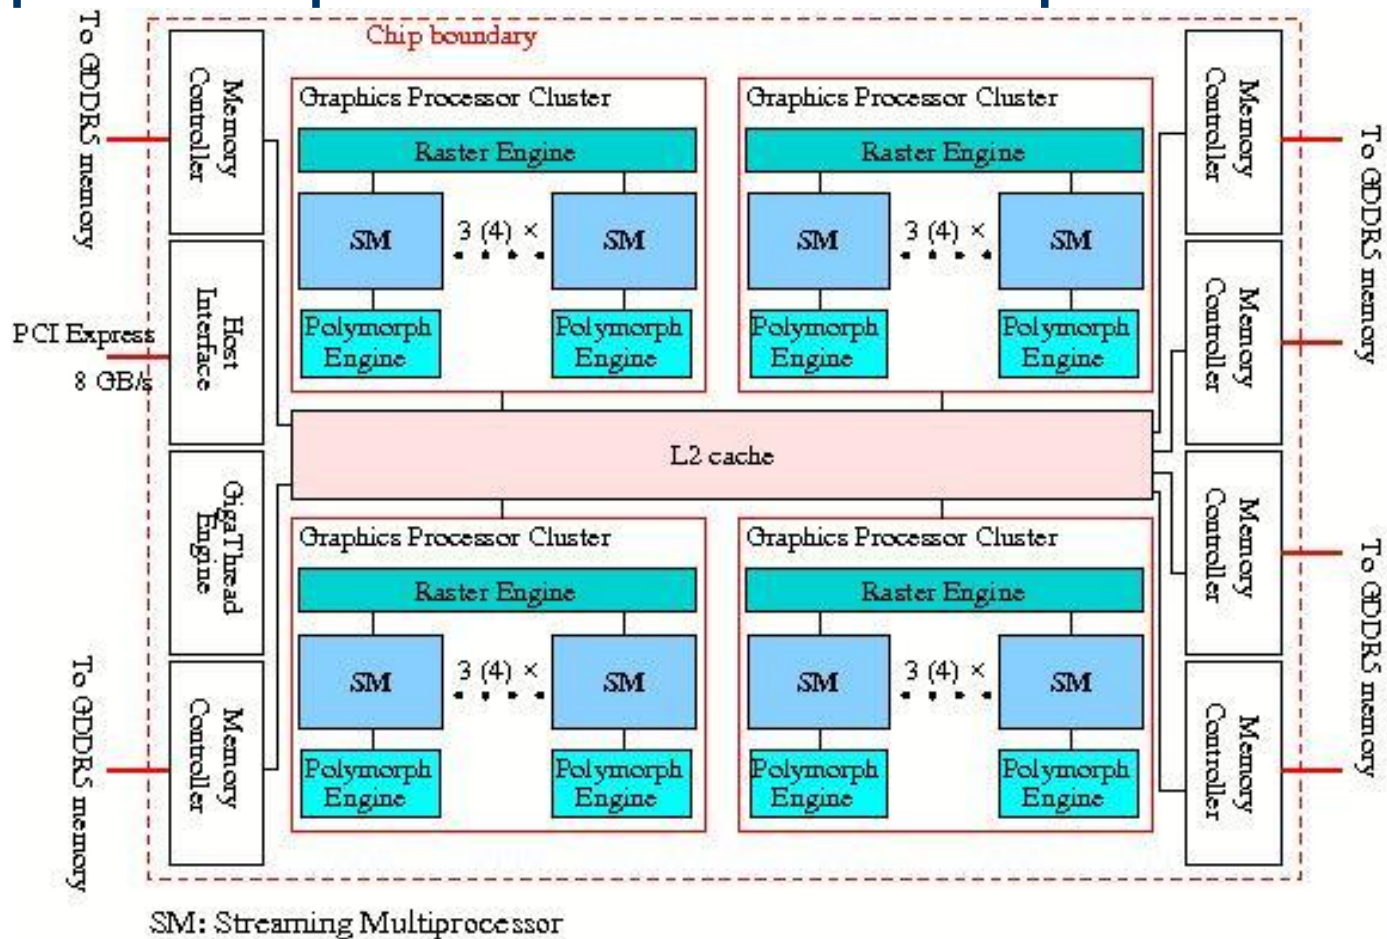 Chip boundary
To GDDR5 memory
Memory
Controller
Graphics Processor Cluster
Raster Engine
SM
3 (4) ×
SM
Polymorph
Engine
Polymorph
Engine
Graphics Processor Cluster
Raster Engine
SM
3 (4) ×
SM
Polymorph
Engine
Polymorph
Engine
Memory
Controller
To GDDR5 memory
Host
Interface
PCI Express
8 GB/s
Memory
Controller
L2 cache
GigaThread
Engine
Memory
Controller
To GDDR5 memory
Graphics Processor Cluster
Raster Engine
SM
3 (4) ×
SM
Polymorph
Engine
Polymorph
Engine
Graphics Processor Cluster
Raster Engine
SM
3 (4) ×
SM
Polymorph
Engine
Polymorph
Engine
To GDDR5 memory
Memory
Controller
Memory
Controller
SM: Streaming Multiprocessor